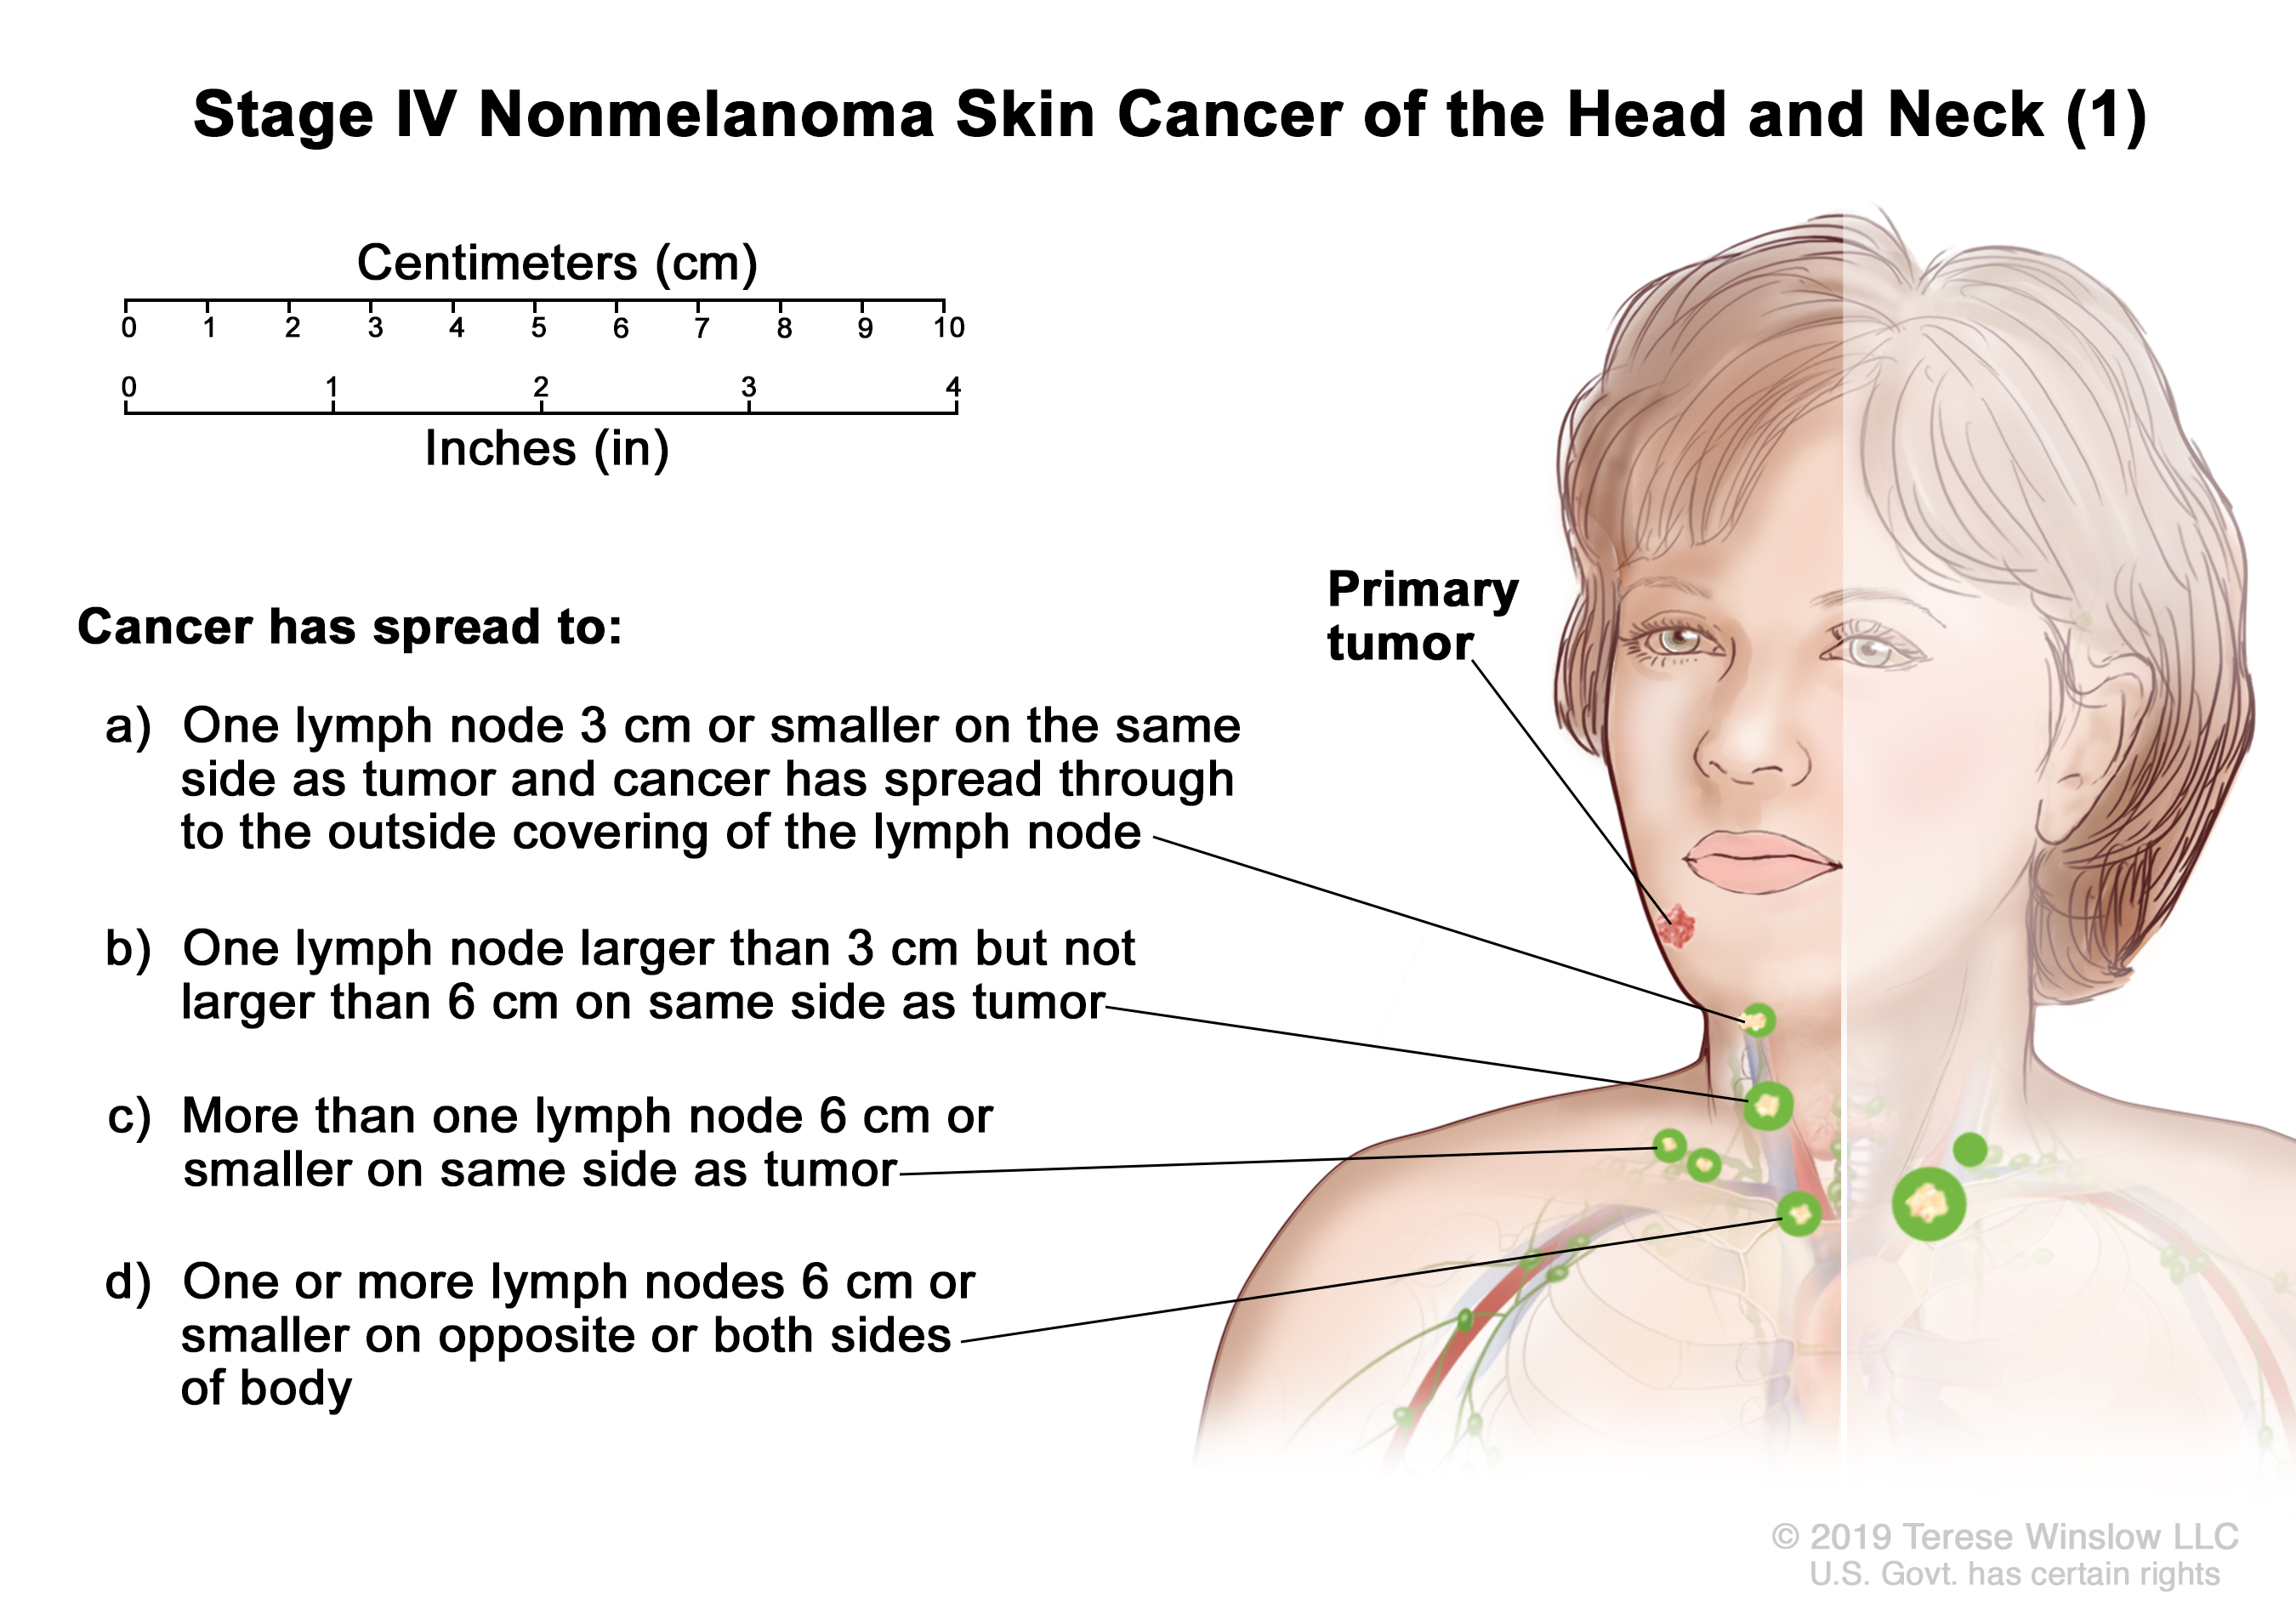 Stage IV Nonmelanoma Skin Cancer of the Head and Neck (1)
Centimeters (cm)
0 1 2 3 4 5 6 7 8 9 10
0 1 2 3 4
Inches (in)
Primary
tumor
Cancer has spread to:
a) One lymph node 3 cm or smaller on the same
side as tumor and cancer has spread through
to the outside covering of the lymph node
b) One lymph node larger than 3 cm but not
larger than 6 cm on same side as tumor
c) More than one lymph node 6 cm or
smaller on same side as tumor
d) One or more lymph nodes 6 cm or
smaller on opposite or both sides
of body
© 2019 Terese Winslow LLC
U.S. Govt. has certain rights